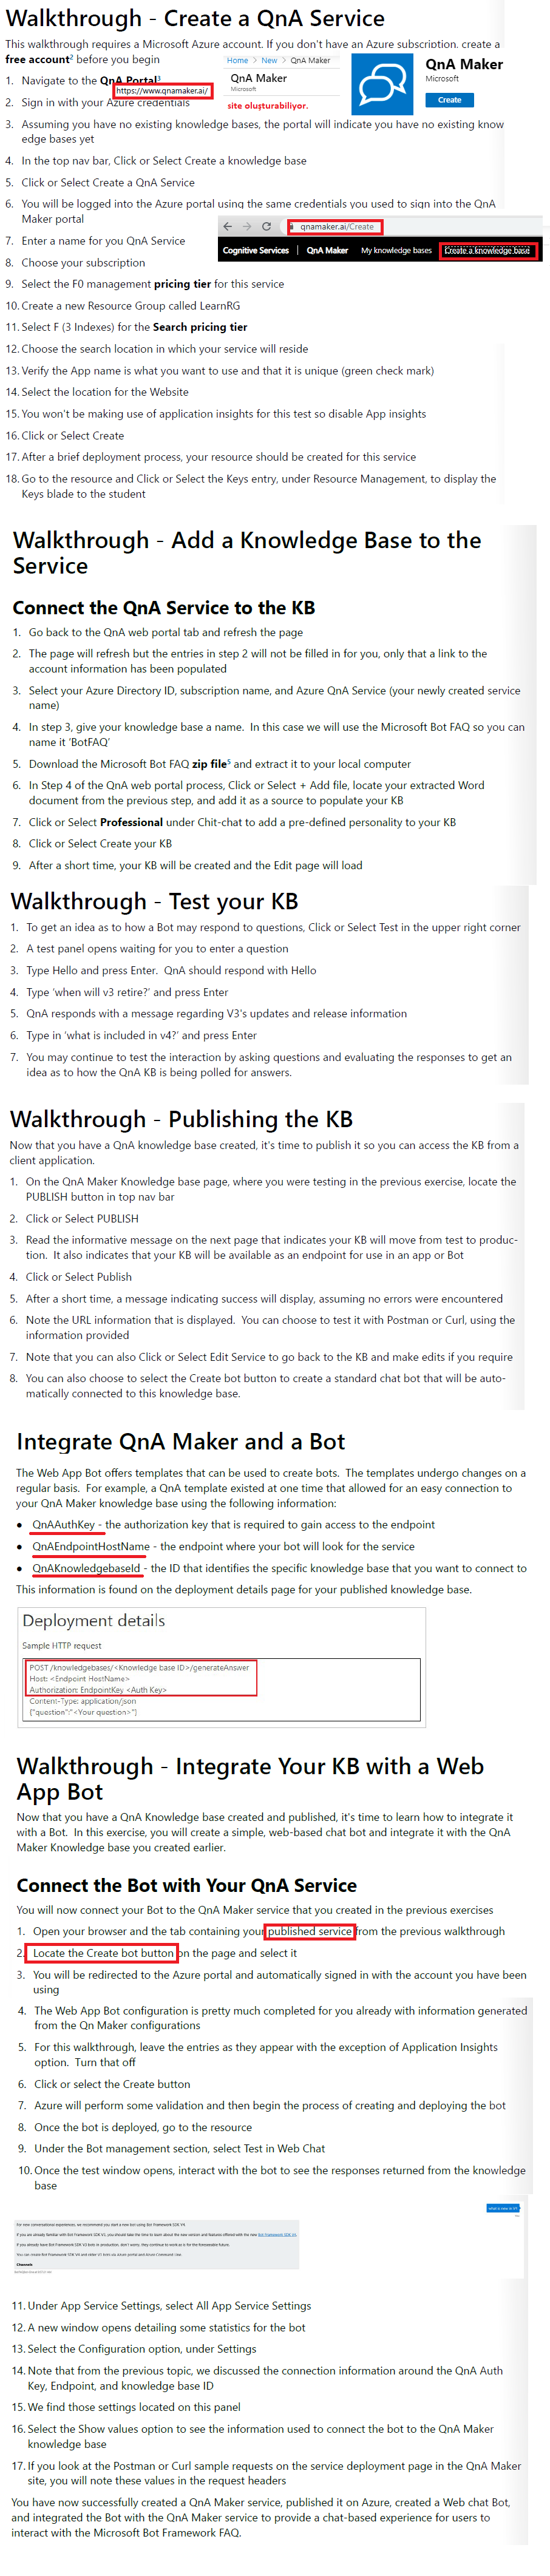 Walkthrough - Create a QnA Service
This walkthrough requires a Microsoft Azure account. If you don't have an Azure subscription. create a
free account² before you begin
Home > New > QnA Maker
QnA Maker
Microsoft
site oluşturabiliyor.
QnA Maker
Microsoft
Create
1. Navigate to the QnA Portal³
https://www.qnamaker.ai/
2. Sign in with your Azure credentials
3. Assuming you have no existing knowledge bases, the portal will indicate you have no existing know
edge bases yet
4. In the top nav bar, Click or Select Create a knowledge base
5. Click or Select Create a QnA Service
6. You will be logged into the Azure portal using the same credentials you used to sign into the QnA
Maker portal
qnamaker.ai/Create
Cognitive Services | QnA Maker My knowledge bases Create a knowledge base
7. Enter a name for you QnA Service
8. Choose your subscription
9. Select the F0 management pricing tier for this service
10. Create a new Resource Group called LearnRG
11. Select F (3 Indexes) for the Search pricing tier
12. Choose the search location in which your service will reside
13. Verify the App name is what you want to use and that it is unique (green check mark)
14. Select the location for the Website
15. You won't be making use of application insights for this test so disable App insights
16. Click or Select Create
17. After a brief deployment process, your resource should be created for this service
18. Go to the resource and Click or Select the Keys entry, under Resource Management, to display the
Keys blade to the student
Walkthrough - Add a Knowledge Base to the
Service
Connect the QnA Service to the KB
1. Go back to the QnA web portal tab and refresh the page
2. The page will refresh but the entries in step 2 will not be filled in for you, only that a link to the
account information has been populated
3. Select your Azure Directory ID, subscription name, and Azure QnA Service (your newly created service
name)
4. In step 3, give your knowledge base a name. In this case we will use the Microsoft Bot FAQ so you can
name it 'BotFAQ'
5. Download the Microsoft Bot FAQ zip file⁵ and extract it to your local computer
6. In Step 4 of the QnA web portal process, Click or Select + Add file, locate your extracted Word
document from the previous step, and add it as a source to populate your KB
7. Click or Select Professional under Chit-chat to add a pre-defined personality to your KB
8. Click or Select Create your KB
9. After a short time, your KB will be created and the Edit page will load
Walkthrough - Test your KB
1. To get an idea as to how a Bot may respond to questions, Click or Select Test in the upper right corner
2. A test panel opens waiting for you to enter a question
3. Type Hello and press Enter. QnA should respond with Hello
4. Type 'when will v3 retire?' and press Enter
5. QnA responds with a message regarding V3's updates and release information
6. Type in 'what is included in v4?' and press Enter
7. You may continue to test the interaction by asking questions and evaluating the responses to get an
idea as to how the QnA KB is being polled for answers.
Walkthrough - Publishing the KB
Now that you have a QnA knowledge base created, it's time to publish it so you can access the KB from a
client application.
1. On the QnA Maker Knowledge base page, where you were testing in the previous exercise, locate the
PUBLISH button in top nav bar
2. Click or Select PUBLISH
3. Read the informative message on the next page that indicates your KB will move from test to produc-
tion. It also indicates that your KB will be available as an endpoint for use in an app or Bot
4. Click or Select Publish
5. After a short time, a message indicating success will display, assuming no errors were encountered
6. Note the URL information that is displayed. You can choose to test it with Postman or Curl, using the
information provided
7. Note that you can also Click or Select Edit Service to go back to the KB and make edits if you require
8. You can also choose to select the Create bot button to create a standard chat bot that will be auto-
matically connected to this knowledge base.
Integrate QnA Maker and a Bot
The Web App Bot offers templates that can be used to create bots. The templates undergo changes on a
regular basis. For example, a QnA template existed at one time that allowed for an easy connection to
your QnA Maker knowledge base using the following information:
● QnAAuthKey - the authorization key that is required to gain access to the endpoint
● QnAEndpointHostName - the endpoint where your bot will look for the service
● QnAKnowledgebaseId - the ID that identifies the specific knowledge base that you want to connect to
This information is found on the deployment details page for your published knowledge base.
Deployment details
Sample HTTP request
POST /knowledgebases/<Knowledge base ID>/generateAnswer
Host: <Endpoint HostName>
Authorization: EndpointKey <Auth Key>
Content-Type: application/json
{"question":"<Your question>"}
Walkthrough - Integrate Your KB with a Web
App Bot
Now that you have a QnA Knowledge base created and published, it's time to learn how to integrate it
with a Bot. In this exercise, you will create a simple, web-based chat bot and integrate it with the QnA
Maker Knowledge base you created earlier.
Connect the Bot with Your QnA Service
You will now connect your Bot to the QnA Maker service that you created in the previous exercises
1. Open your browser and the tab containing your published service from the previous walkthrough
2. Locate the Create bot button on the page and select it
3. You will be redirected to the Azure portal and automatically signed in with the account you have been
using
4. The Web App Bot configuration is pretty much completed for you already with information generated
from the Qn Maker configurations
5. For this walkthrough, leave the entries as they appear with the exception of Application Insights
option. Turn that off
6. Click or select the Create button
7. Azure will perform some validation and then begin the process of creating and deploying the bot
8. Once the bot is deployed, go to the resource
9. Under the Bot management section, select Test in Web Chat
10. Once the test window opens, interact with the bot to see the responses returned from the knowledge
base
For new conversational experiences, we recommend you start a new bot using Bot Framework SDK V4.
Channels
11. Under App Service Settings, select All App Service Settings
12. A new window opens detailing some statistics for the bot
13. Select the Configuration option, under Settings
14. Note that from the previous topic, we discussed the connection information around the QnA Auth
Key, Endpoint, and knowledge base ID
15. We find those settings located on this panel
16. Select the Show values option to see the information used to connect the bot to the QnA Maker
knowledge base
17. If you look at the Postman or Curl sample requests on the service deployment page in the QnA Maker
site, you will note these values in the request headers
You have now successfully created a QnA Maker service, published it on Azure, created a Web chat Bot,
and integrated the Bot with the QnA Maker service to provide a chat-based experience for users to
interact with the Microsoft Bot Framework FAQ.